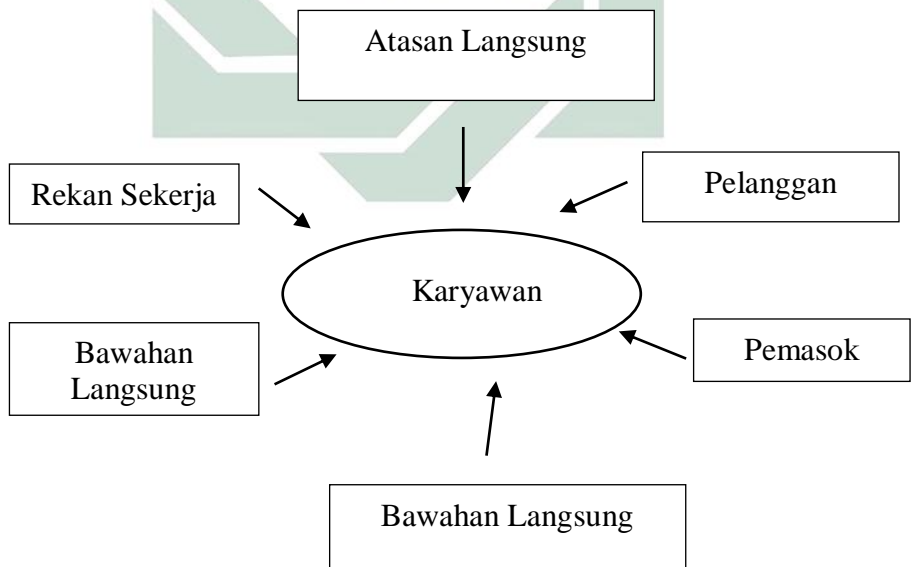 Atasan Langsung
Rekan Sekerja
Pelanggan
Karyawan
Bawahan
Langsung
Pemasok
Bawahan Langsung